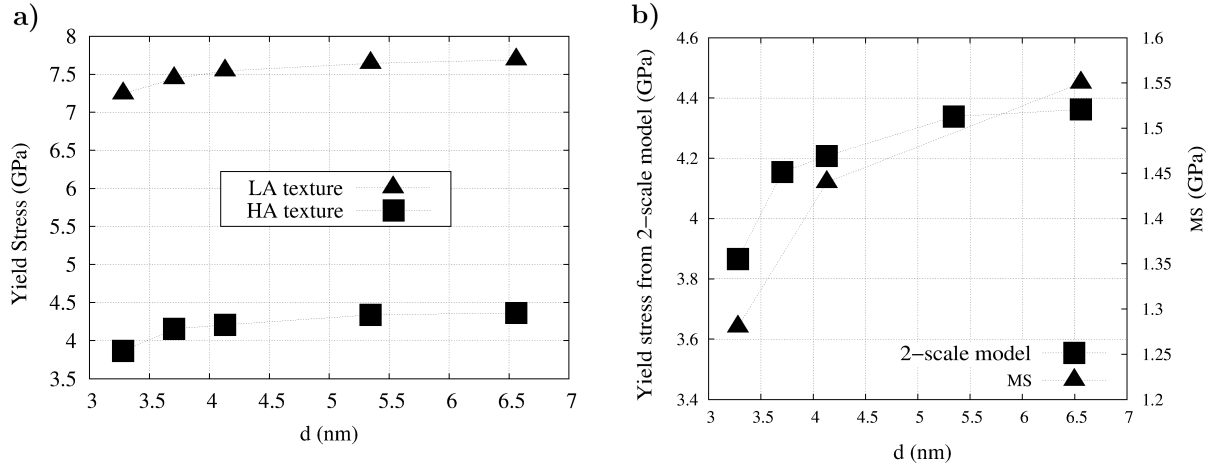 a)
Yield Stress (GPa)
8
7.5
7
6.5
6
5.5
5
4.5
4
3.5
LA texture
HA texture
3 3.5 4 4.5 5 5.5 6 6.5 7
d (nm)
b)
Yield stress from 2−scale model (GPa)
4.6
4.4
4.2
4
3.8
3.6
3.4
2−scale model
MS
3 3.5 4 4.5 5 5.5 6 6.5 7
d (nm)
1.6
1.55
1.5
1.45
1.4
1.35
1.3
1.25
1.2
MS (GPa)